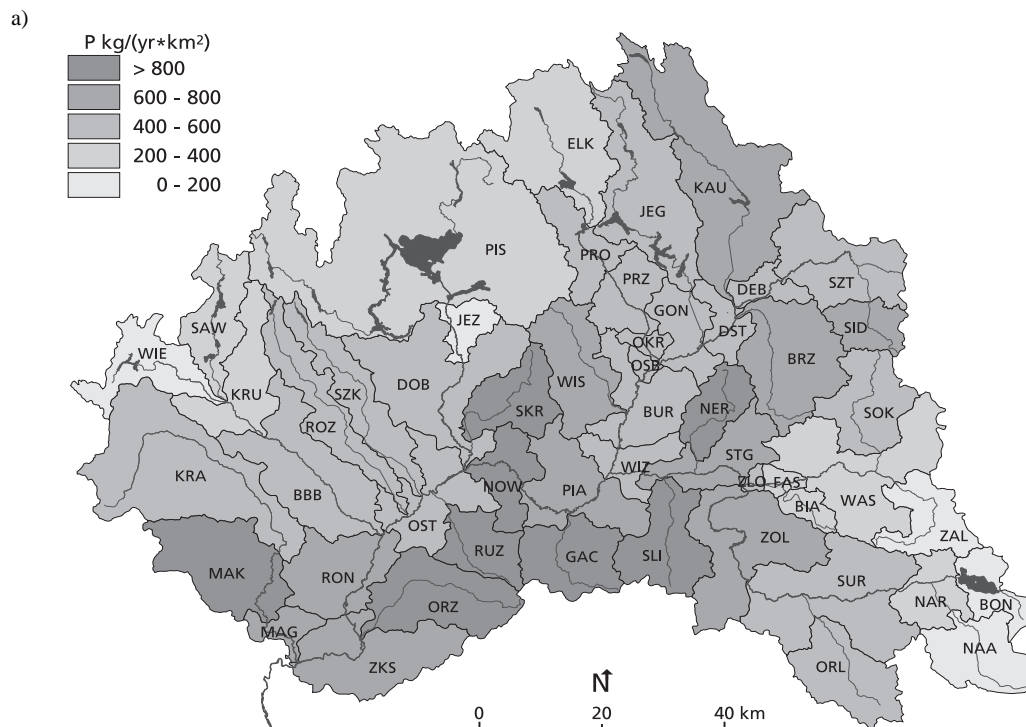 a)
P kg/(yr*km²)
> 800
600 - 800
400 - 600
200 - 400
0 - 200
ELK
KAU
JEG
PIS
PRO
PRZ
DEB
SZT
GON
JEZ
DST
SID
SAW
OKR
WIE
BRZ
OSB
KRU
SZK
DOB
WIS
SKR
BUR
NER
SOK
ROZ
STG
KRA
WIZ
BBB
NOW
PIA
ZLO
FAS
WAS
BIA
OST
ZOL
ZAL
RUZ
GAC
SLI
MAK
RON
SUR
ORZ
NAR
BON
MAG
NAA
ZKS
ORL
N
0 20 40 km